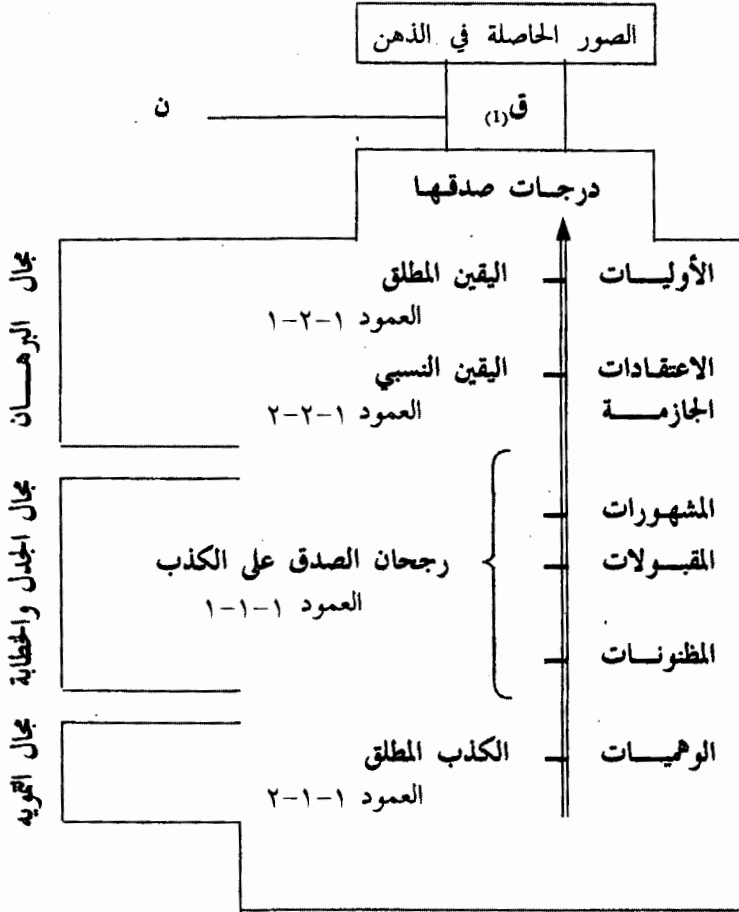 الصور الحاصلة في الذهن
ق(I)
ن
درجات صدقها
الأوليات
اليقين المطلق
العمود ١-٢-١
الاعتقادات
الجازمة
اليقين النسبي
العمود ١-٢-٢
المشهورات
المقبولات
المظنونات
رجحان الصدق على الكذب
العمود ١-١-١
الوهميات
الكذب المطلق
العمود ١-١-٢
مجال البرهان
مجال الجدل والخطابة
مجال التمويه